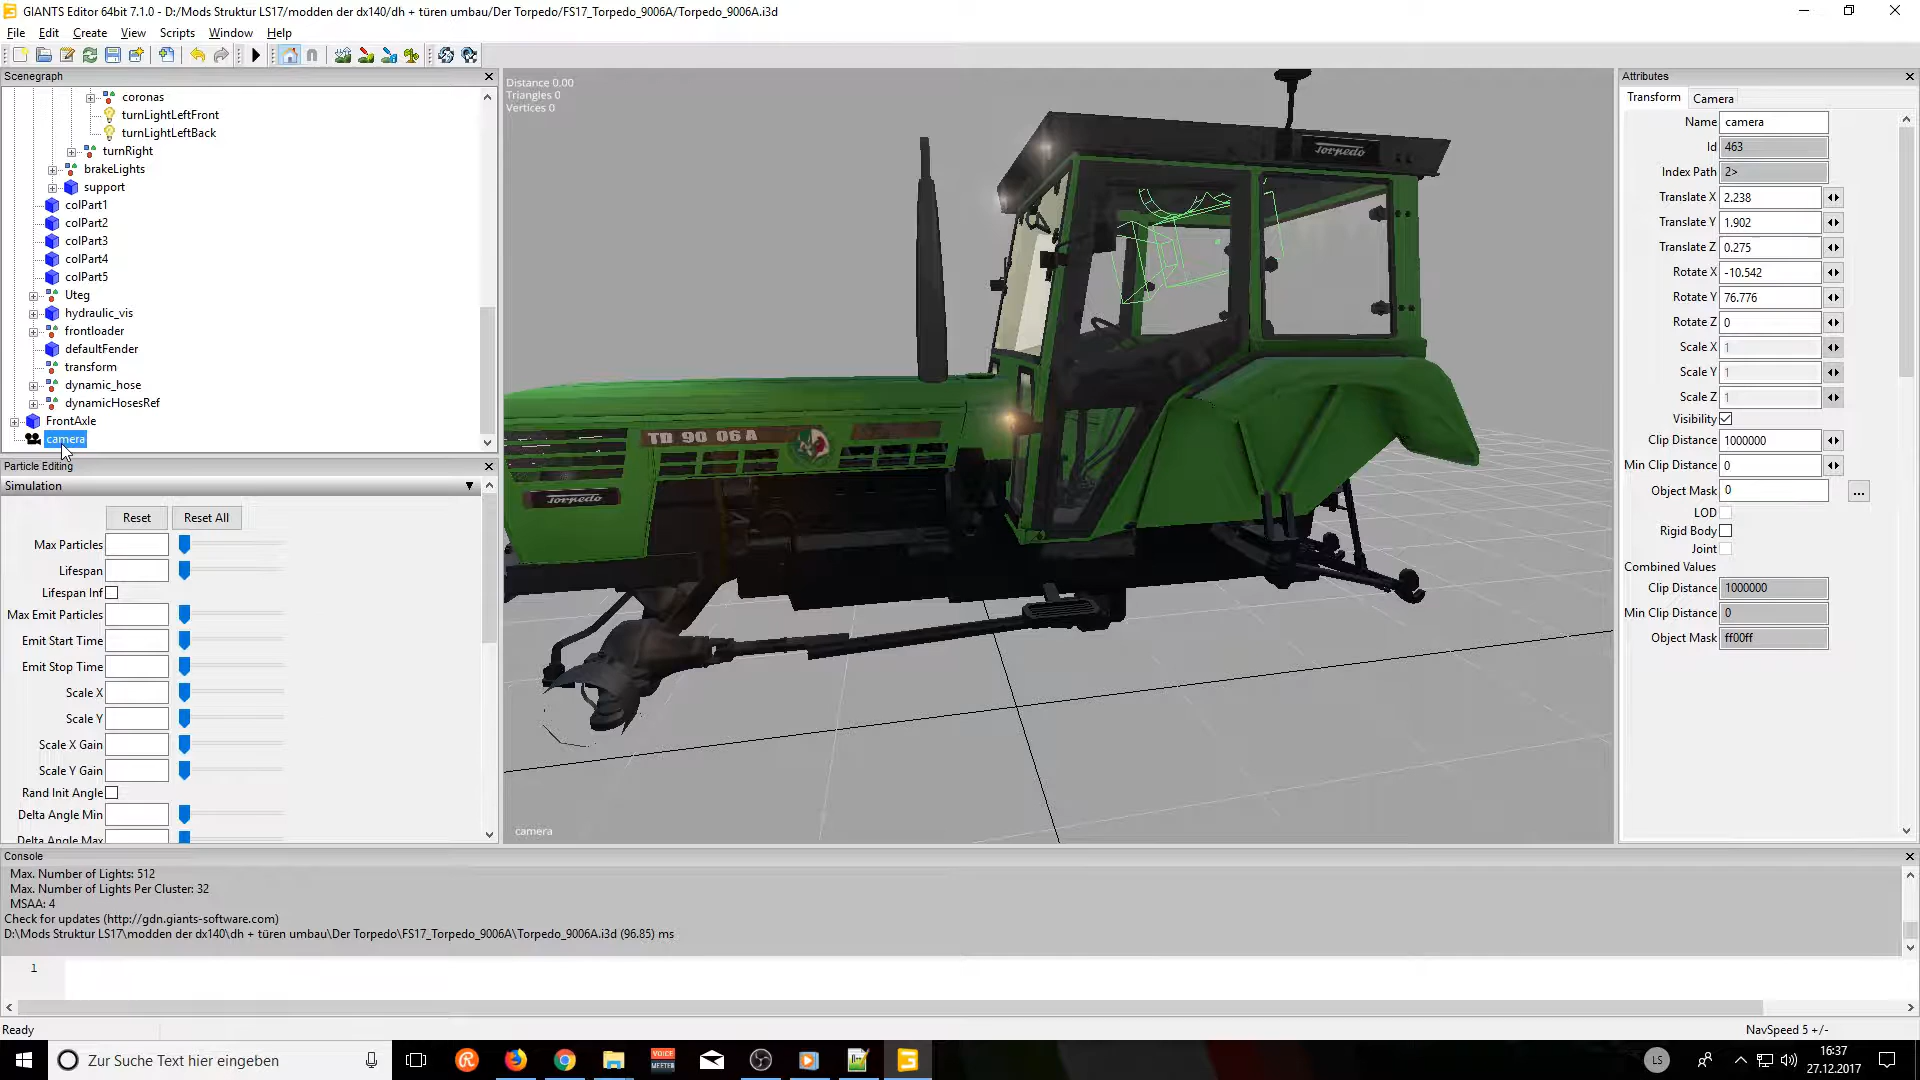 GIANTS Editor 64bit 7.1.0 - D:/Mods Struktur LS17/modden der dx140/dh + türen umbau/Der Torpedo/FS17_Torpedo_9006A/Torpedo_9006A.i3d
File Edit Create View Scripts Window Help
Scenegraph
coronas
turnLightLeftFront
turnLightLeftBack
turnRight
brakeLights
support
colPart1
colPart2
colPart3
colPart4
colPart5
Uteg
hydraulic_vis
frontloader
defaultFender
transform
dynamic_hose
dynamicHosesRef
FrontAxle
camera
Particle Editing
Simulation
Reset Reset All
Max Particles
Lifespan
Lifespan Inf
Max Emit Particles
Emit Start Time
Emit Stop Time
Scale X
Scale Y
Scale X Gain
Scale Y Gain
Rand Init Angle
Delta Angle Min
Delta Angle Max
Distance 0.00
Triangles 0
Vertices 0
Torpedo
TD 90 06 A
Torpedo
camera
Attributes
Transform Camera
Name camera
Id 463
Index Path 2>
Translate X 2.238
Translate Y 1.902
Translate Z 0.275
Rotate X -10.542
Rotate Y 76.776
Rotate Z 0
Scale X 1
Scale Y 1
Scale Z 1
Visibility
Clip Distance 1000000
Min Clip Distance 0
Object Mask 0 ...
LOD
Rigid Body
Joint
Combined Values
Clip Distance 1000000
Min Clip Distance 0
Object Mask ff00ff
Console
Max. Number of Lights: 512
Max. Number of Lights Per Cluster: 32
MSAA: 4
Check for updates (http://gdn.giants-software.com)
D:\Mods Struktur LS17\modden der dx140\dh + türen umbau\Der Torpedo\FS17_Torpedo_9006A\Torpedo_9006A.i3d (96.85) ms
1
Ready
NavSpeed 5 +/-
Zur Suche Text hier eingeben
VOICE
MEETER
LS
16:37
27.12.2017